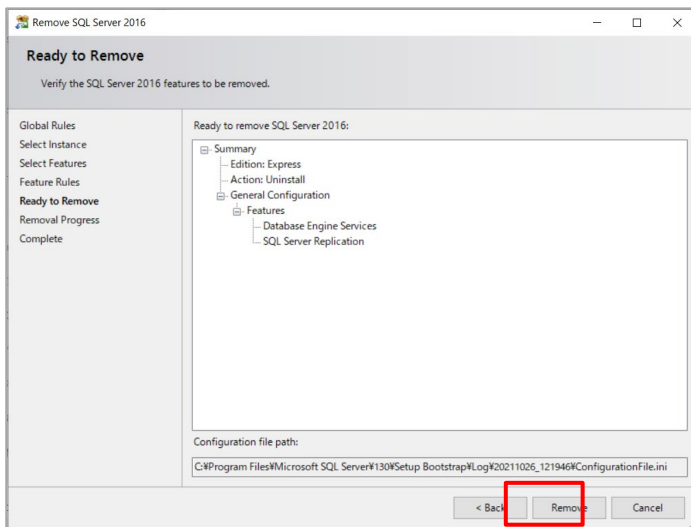 Remove SQL Server 2016
Ready to Remove
Verify the SQL Server 2016 features to be removed.
Global Rules
Select Instance
Select Features
Feature Rules
Ready to Remove
Removal Progress
Complete
Ready to remove SQL Server 2016:
Summary
Edition: Express
Action: Uninstall
General Configuration
Features
Database Engine Services
SQL Server Replication
Configuration file path:
C:¥Program Files¥Microsoft SQL Server¥130¥Setup Bootstrap¥Log¥20211026_121946¥ConfigurationFile.ini
< Back Remove Cancel